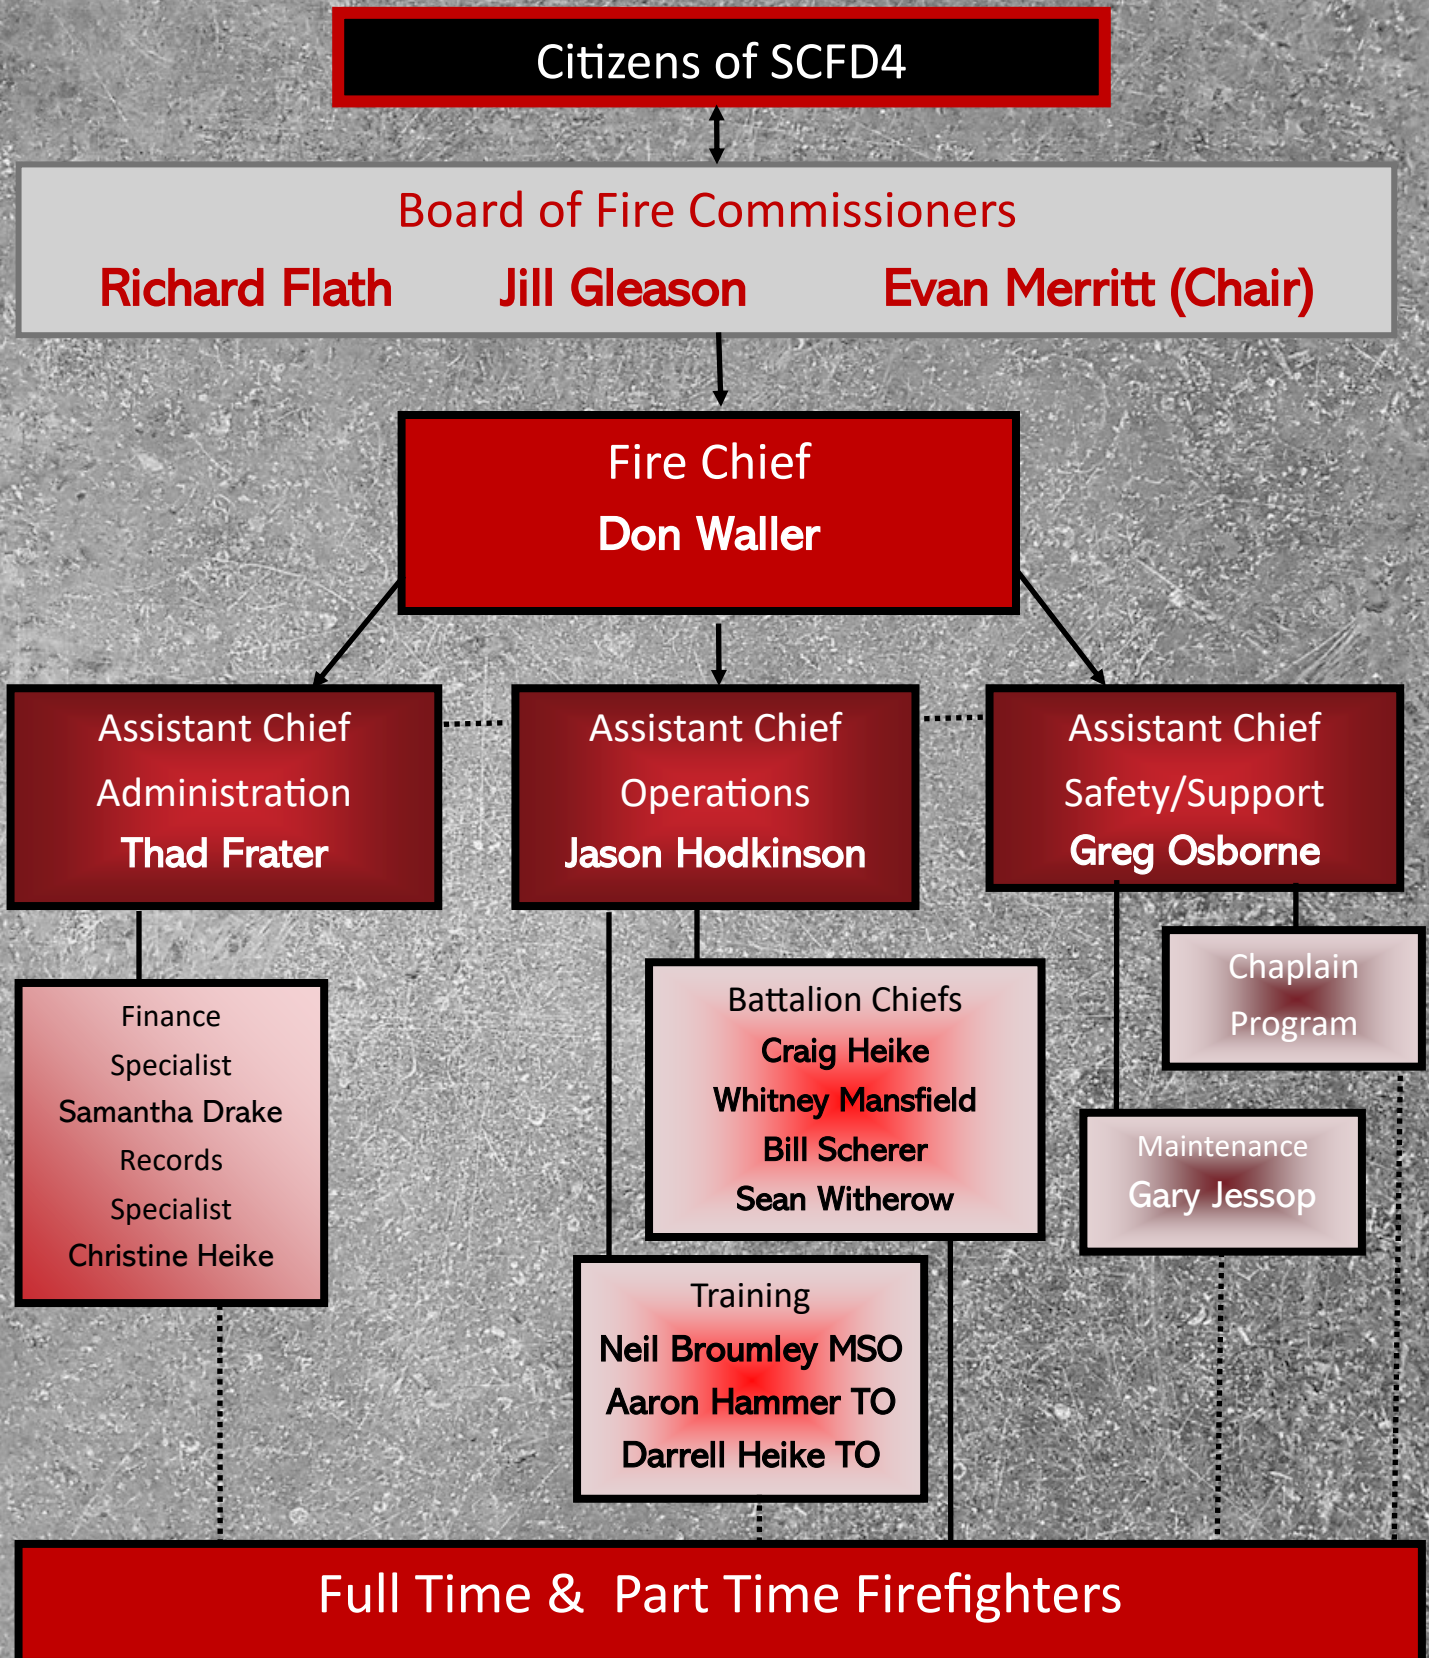 Citizens of SCFD4
Board of Fire Commissioners
Richard Flath Jill Gleason Evan Merritt (Chair)
Fire Chief
Don Waller
Assistant Chief
Administration
Thad Frater
Assistant Chief
Operations
Jason Hodkinson
Assistant Chief
Safety/Support
Greg Osborne
Finance
Specialist
Samantha Drake
Records
Specialist
Christine Heike
Battalion Chiefs
Craig Heike
Whitney Mansfield
Bill Scherer
Sean Witherow
Chaplain
Program
Maintenance
Gary Jessop
Training
Neil Broumley MSO
Aaron Hammer TO
Darrell Heike TO
Full Time & Part Time Firefighters